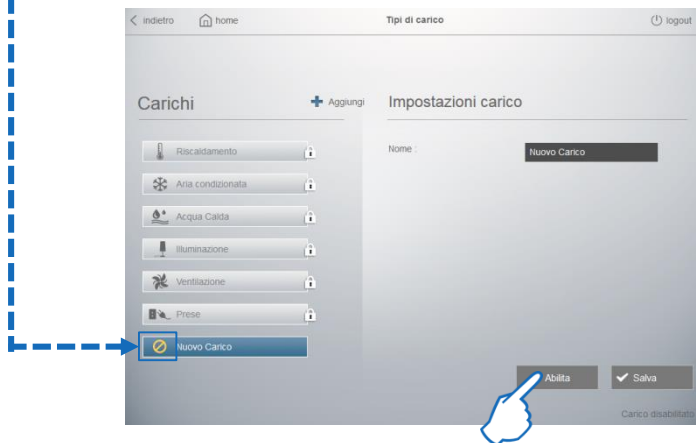 indietro home Tipi di carico logout
Carichi Aggiungi Impostazioni carico
Riscaldamento Nome : Nuovo Carico
Aria condizionata
Acqua Calda
Illuminazione
Ventilazione
Prese
Nuovo Carico
Abilita Salva
Carico disabilitato